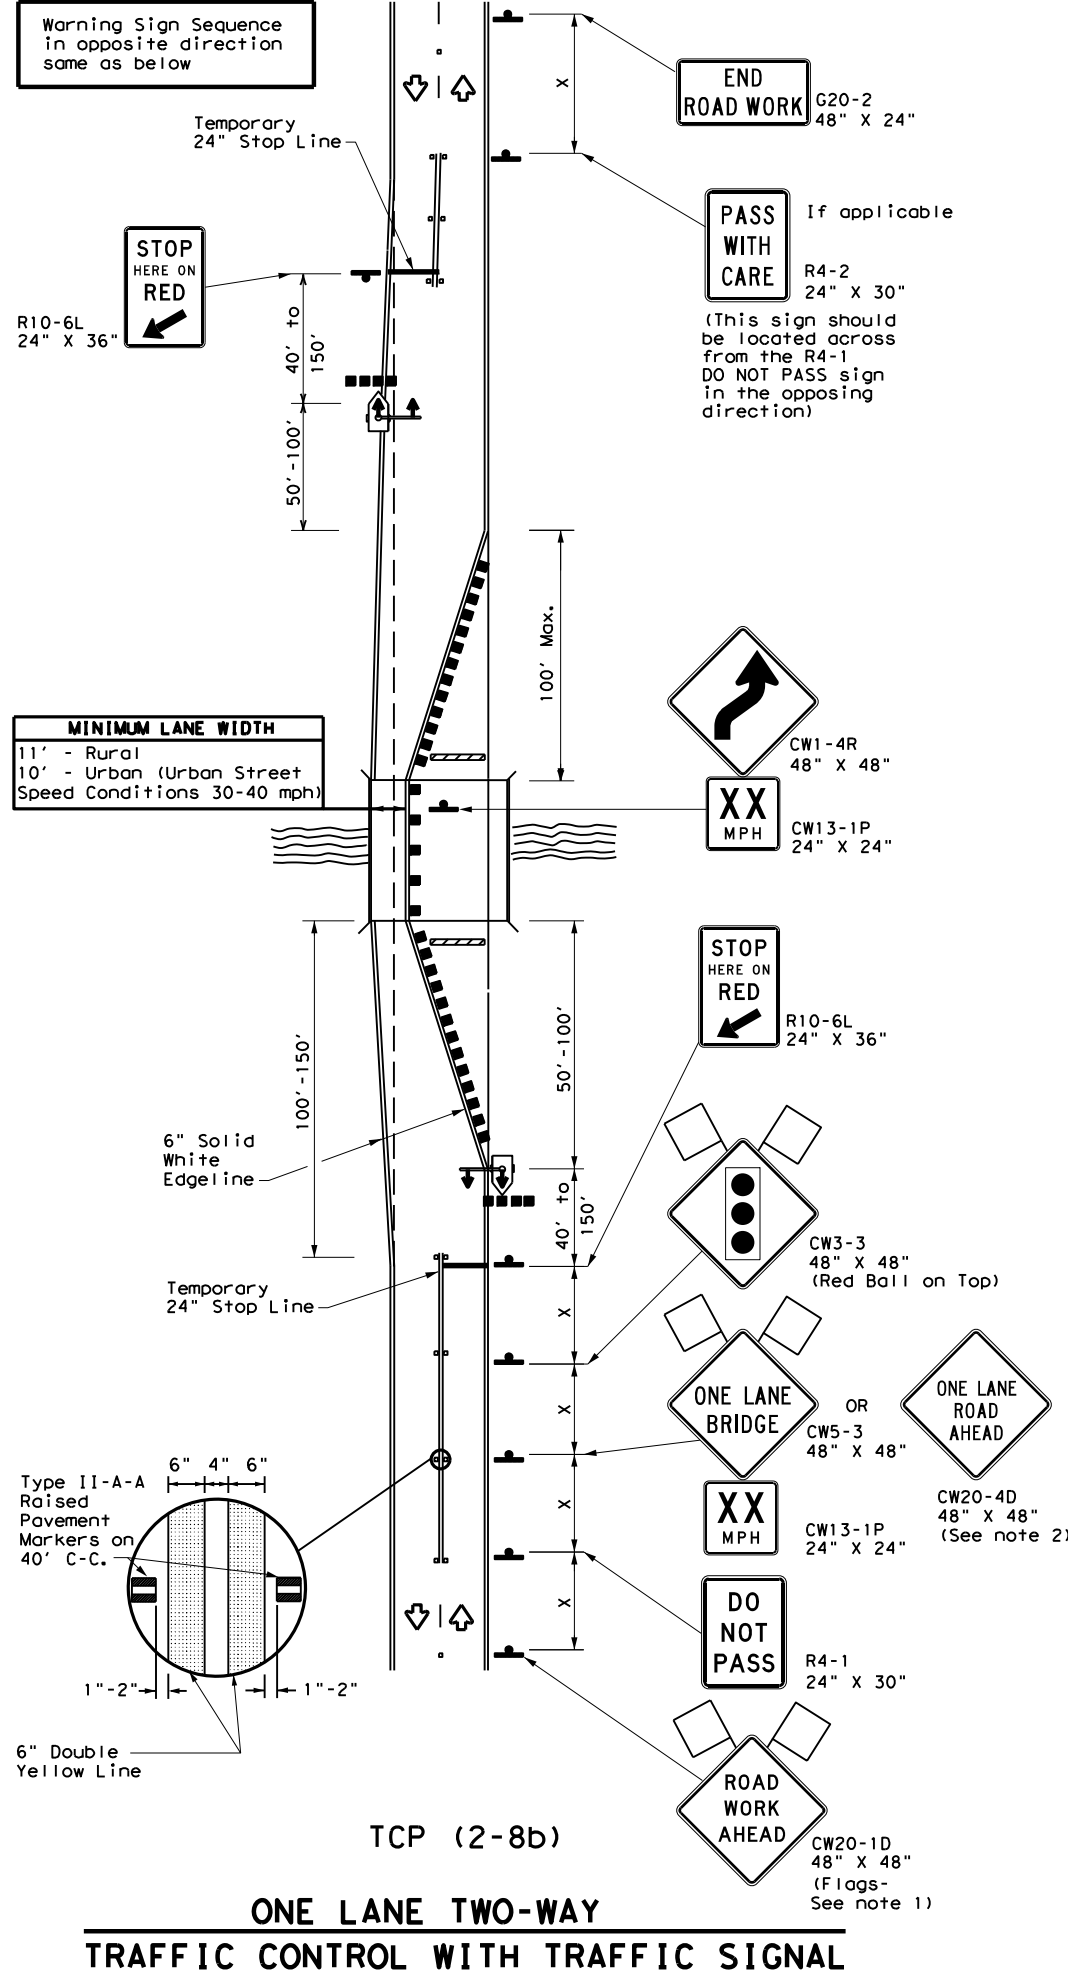 Warning Sign Sequence
in opposite direction
same as below
END
ROAD WORK
G20-2
48" X 24"
X
Temporary
24" Stop Line
PASS
WITH
CARE
If applicable
R4-2
24" X 30"
(This sign should
be located across
from the R4-1
DO NOT PASS sign
in the opposing
direction)
STOP
HERE ON
RED
R10-6L
24" X 36"
40' to
150'
50'-100'
100' Max.
MINIMUM LANE WIDTH
11' - Rural
10' - Urban (Urban Street
Speed Conditions 30-40 mph)
CW1-4R
48" X 48"
XX
MPH
CW13-1P
24" X 24"
STOP
HERE ON
RED
R10-6L
24" X 36"
100'-150'
50'-100'
6" Solid
White
Edgeline
40' to
150'
CW3-3
48" X 48"
(Red Ball on Top)
Temporary
24" Stop Line
X
X
X
X
ONE LANE
BRIDGE
OR
CW5-3
48" X 48"
ONE LANE
ROAD
AHEAD
CW20-4D
48" X 48"
(See note 2)
XX
MPH
CW13-1P
24" X 24"
6" 4" 6"
Type II-A-A
Raised
Pavement
Markers on
40' C-C.
1"-2"
1"-2"
6" Double
Yellow Line
DO
NOT
PASS
R4-1
24" X 30"
ROAD
WORK
AHEAD
CW20-1D
48" X 48"
(Flags-
See note 1)
TCP (2-8b)
ONE LANE TWO-WAY
TRAFFIC CONTROL WITH TRAFFIC SIGNAL